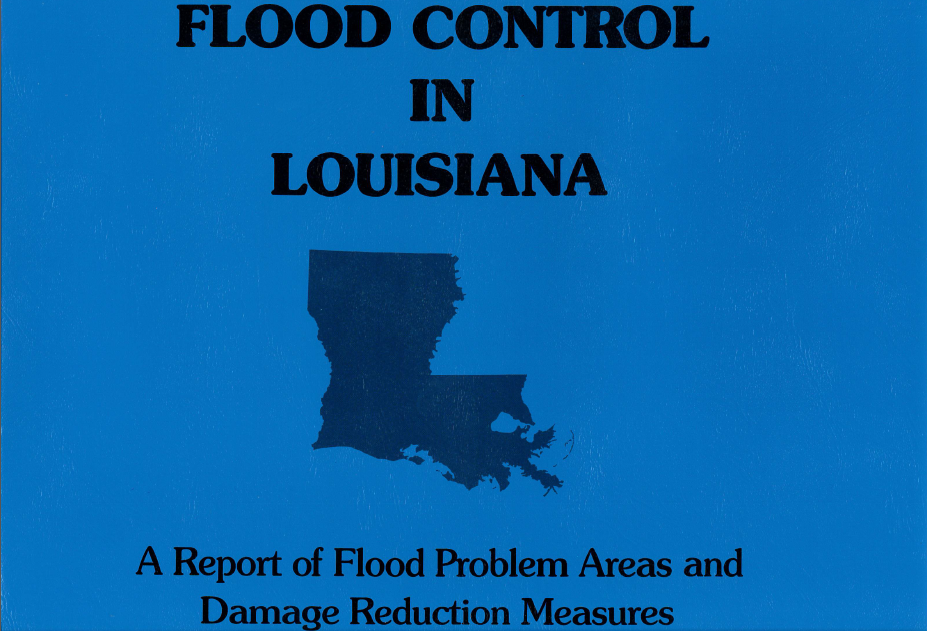 FLOOD CONTROL
IN
LOUISIANA
A Report of Flood Problem Areas and
Damage Reduction Measures